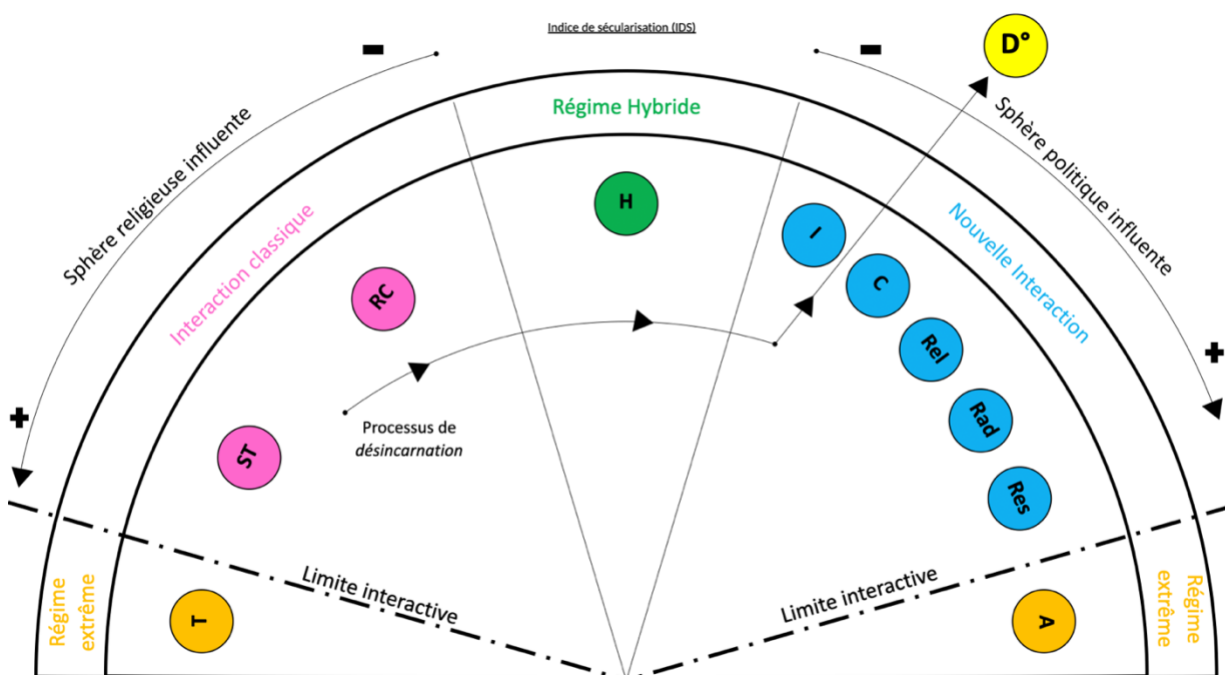 Indice de sécularisation (IDS)
D°
-
-
Sphère religieuse influente
Sphère politique influente
Régime Hybride
Interaction classique
Nouvelle Interaction
H
I
C
RC
Rel
Rad
ST
Res
+
+
Processus de
désincarnation
Limite interactive
Limite interactive
Régime
extrême
T
A
Régime
extrême